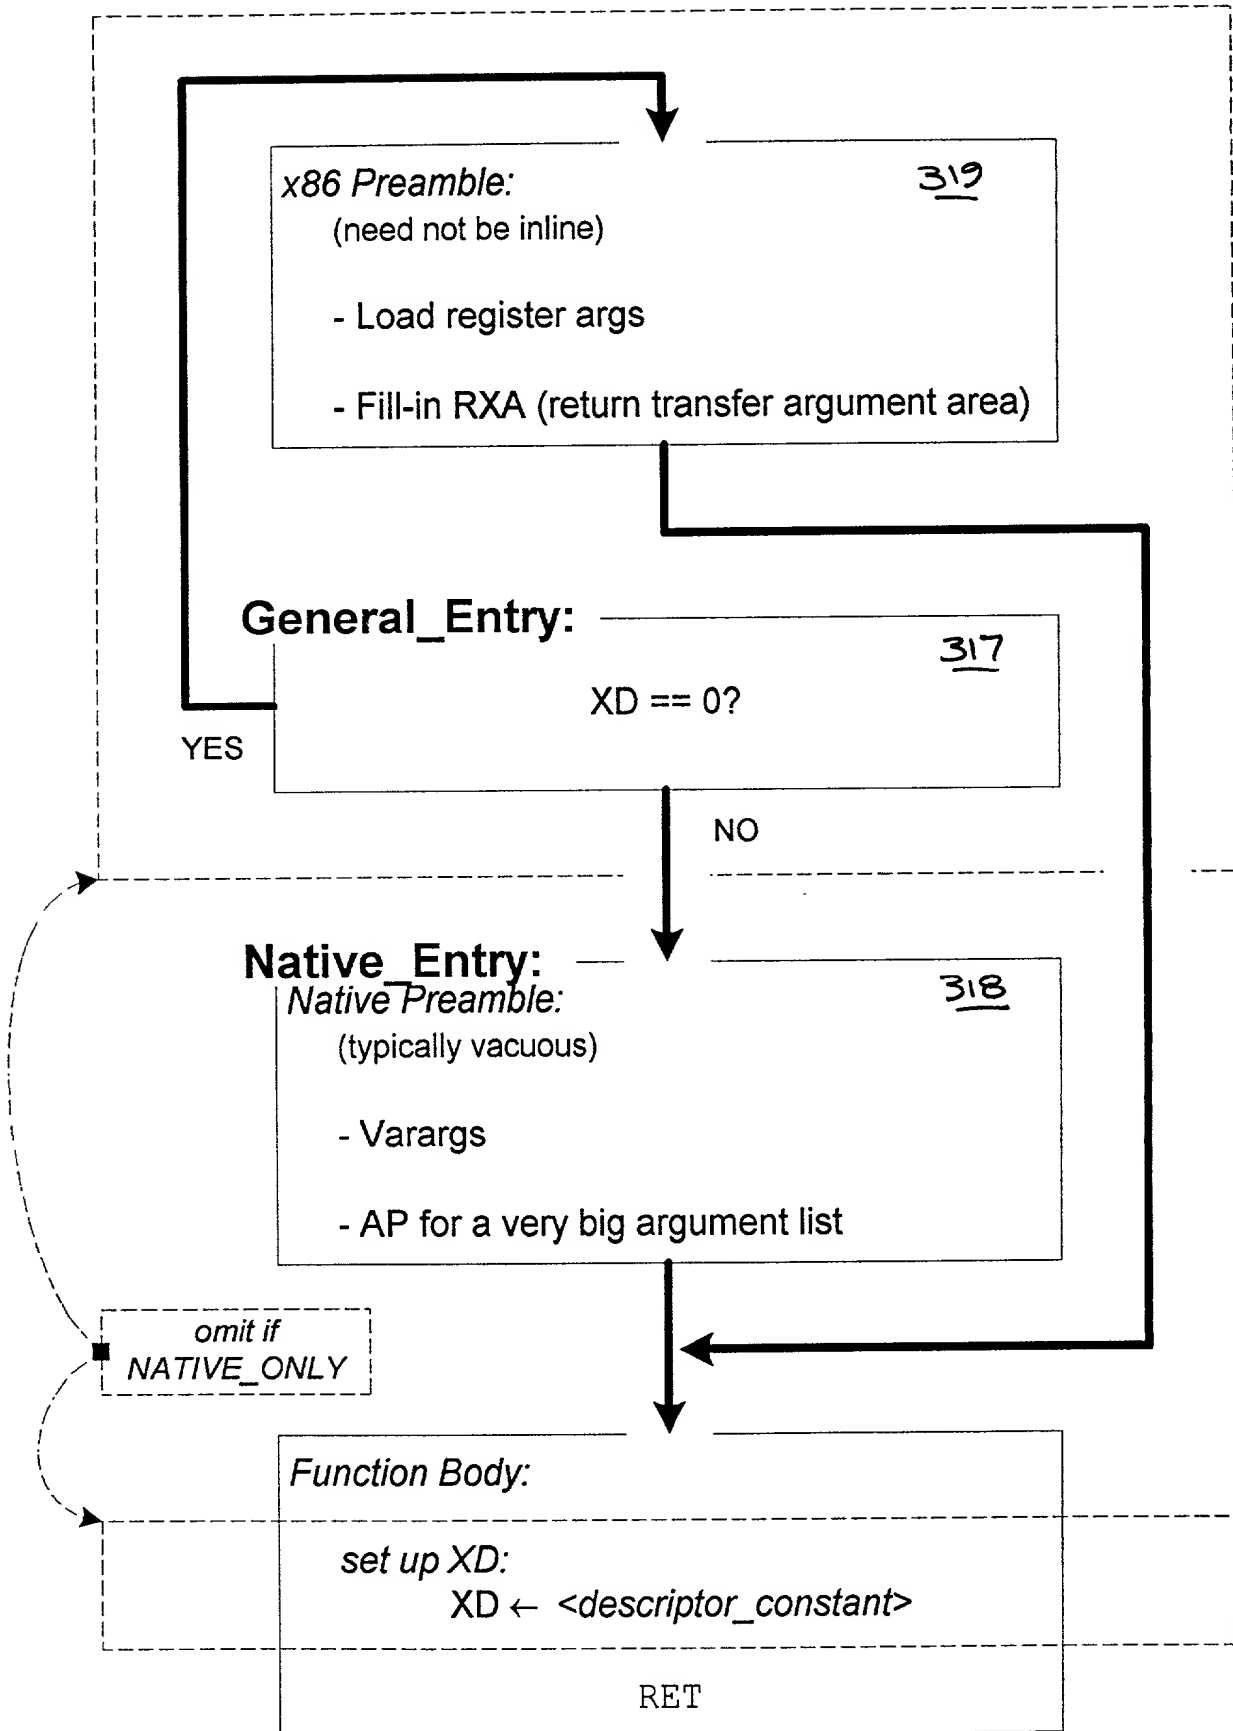 x86 Preamble: 319
(need not be inline)
- Load register args
- Fill-in RXA (return transfer argument area)
General_Entry:
317
XD == 0?
YES
NO
Native_Entry:
Native Preamble: 318
(typically vacuous)
- Varargs
- AP for a very big argument list
omit if
NATIVE_ONLY
Function Body:
set up XD:
XD ← <descriptor_constant>
RET